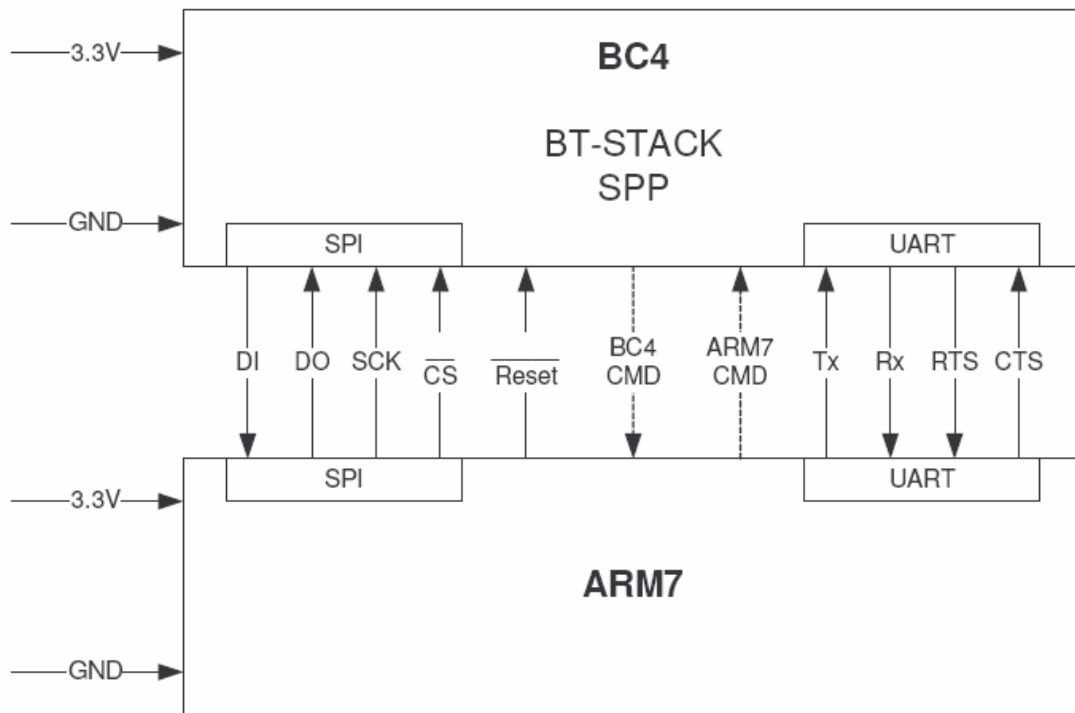 3.3V
BC4
BT-STACK
SPP
GND
SPI
UART
DI
DO
SCK
CS
Reset
BC4
CMD
ARM7
CMD
Tx
Rx
RTS
CTS
SPI
UART
3.3V
ARM7
GND